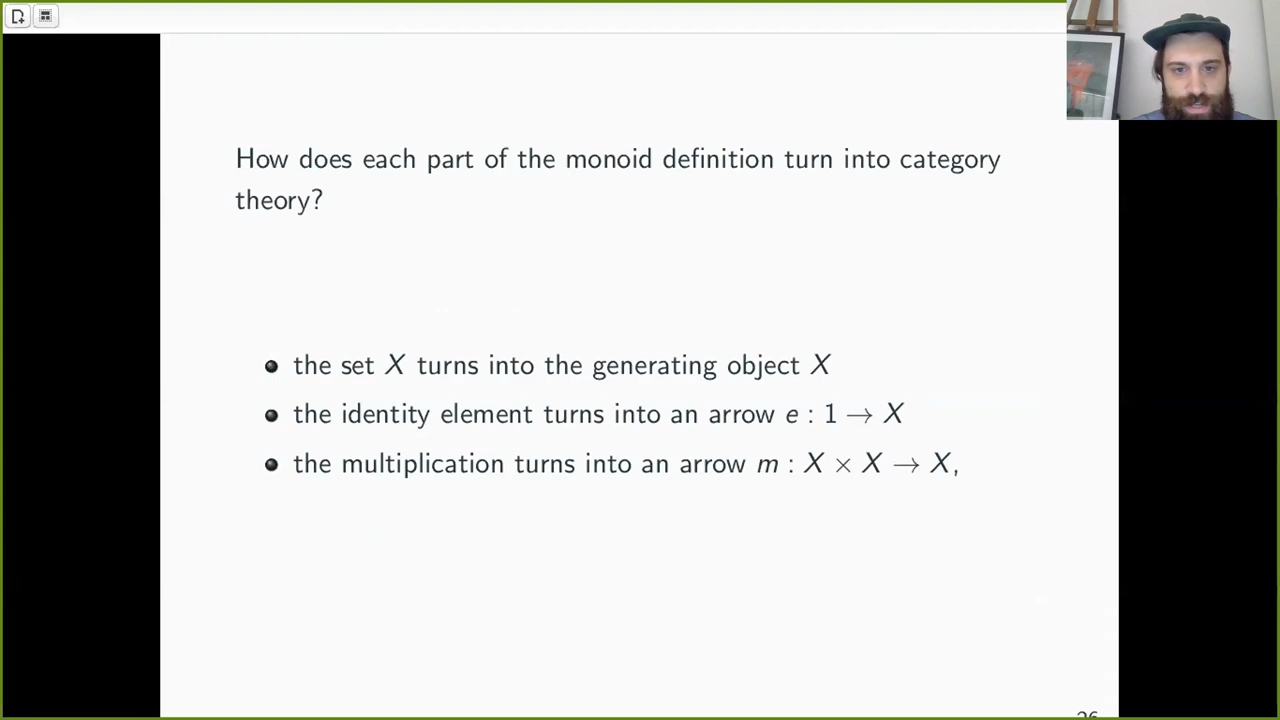 How does each part of the monoid definition turn into category
theory?
the set X turns into the generating object X
the identity element turns into an arrow e : 1 → X
the multiplication turns into an arrow m : X × X → X,
26